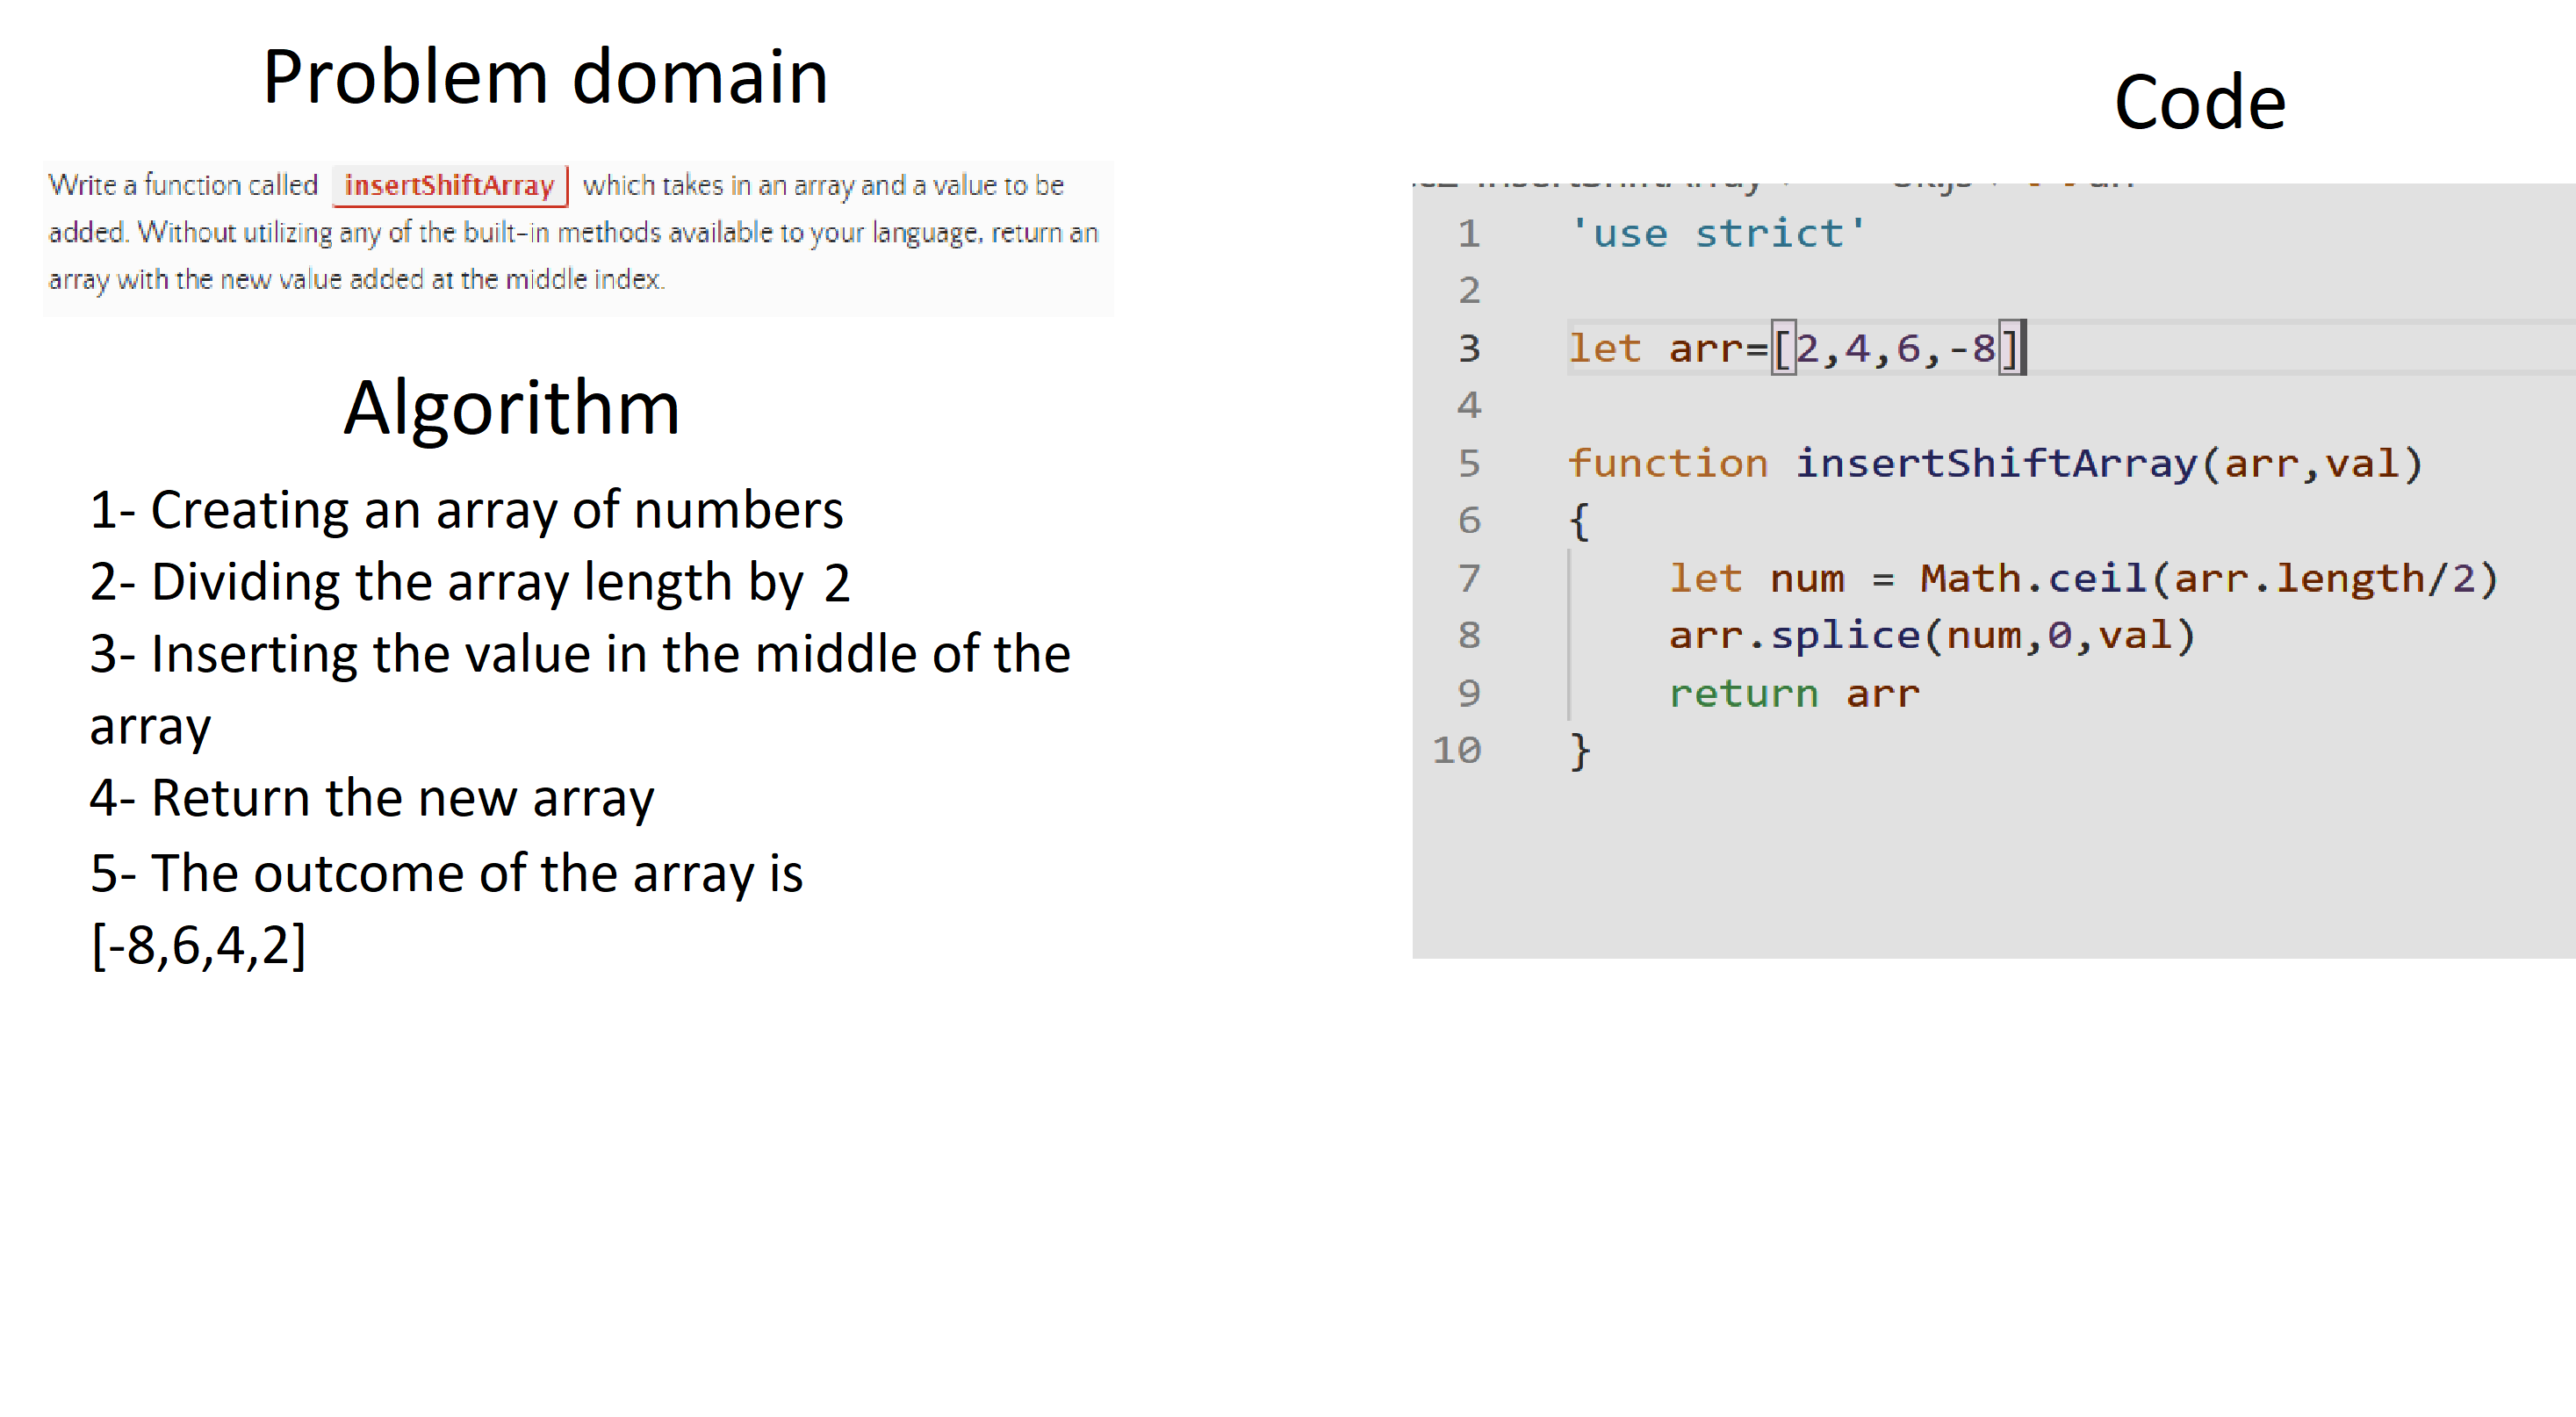 Problem domain
Write a function called insertShiftArray which takes in an array and a value to be
added. Without utilizing any of the built-in methods available to your language, return an
array with the new value added at the middle index.
Algorithm
1- Creating an array of numbers
2- Dividing the array length by 2
3- Inserting the value in the middle of the
array
4- Return the new array
5- The outcome of the array is
[-8,6,4,2]
Code
1 'use strict'
2
3 let arr=[2,4,6,-8]
4
5 function insertShiftArray(arr,val)
6 {
7 let num = Math.ceil(arr.length/2)
8 arr.splice(num,0,val)
9 return arr
10 }